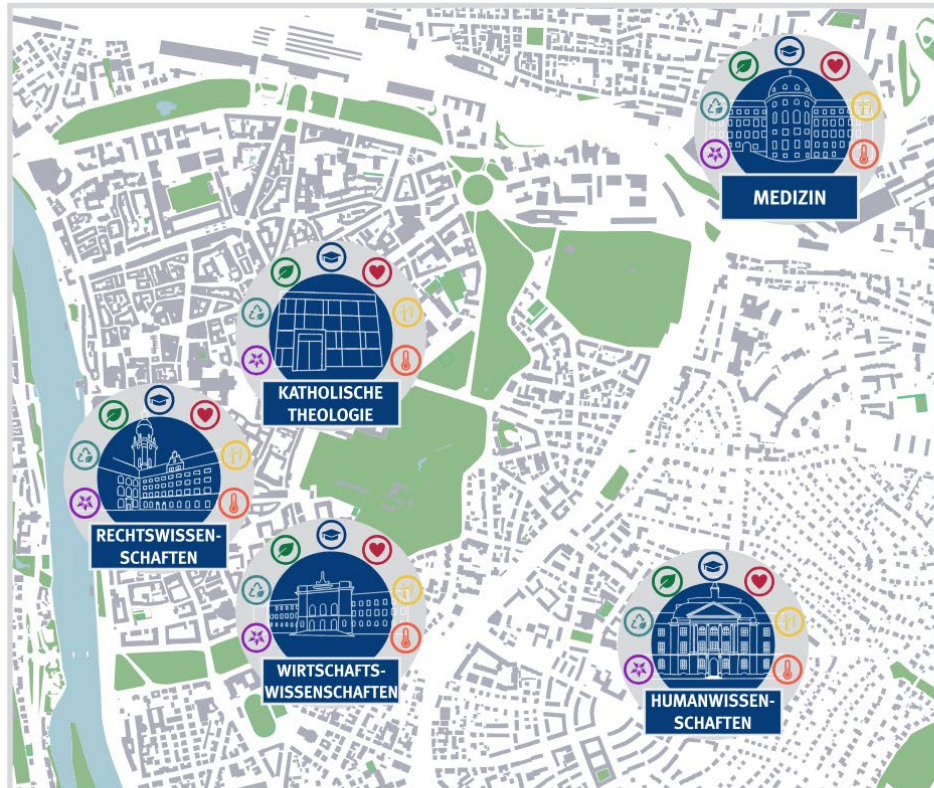 MEDIZIN
KATHOLISCHE
THEOLOGIE
RECHTSWISSEN-
SCHAFTEN
WIRTSCHAFTS-
WISSENSCHAFTEN
HUMANWISSEN-
SCHAFTEN